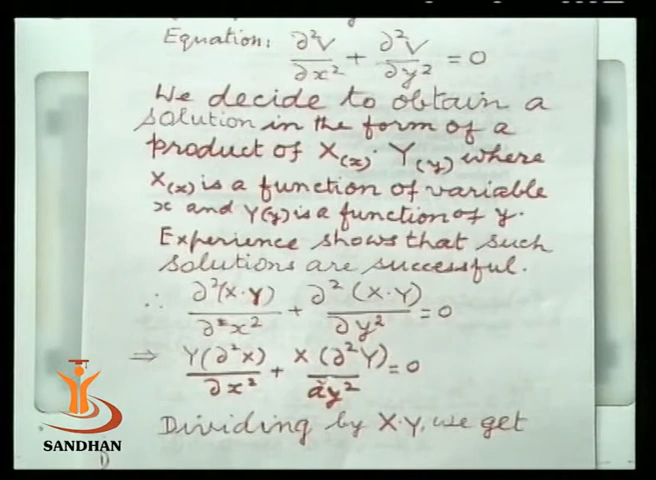 Equation: ∂²V/∂x² + ∂²V/∂y² = 0
We decide to obtain a
solution in the form of a
product of X(x)· Y(y) where
X(x) is a function of variable
x and Y(y) is a function of y.
Experience shows that such
solutions are successful.
∴ ∂²(X·Y)/∂²x² + ∂²(X·Y)/∂y² = 0
⇒ Y(∂²X)/∂x² + X(∂²Y)/∂y² = 0
Dividing by X·Y, we get
SANDHAN